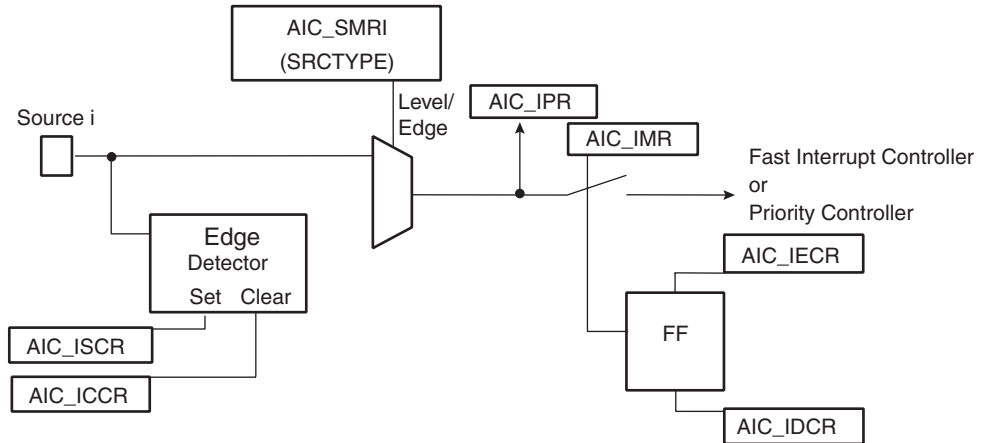 AIC_SMRI
(SRCTYPE)
Source i
Level/
Edge
AIC_IPR
AIC_IMR
Fast Interrupt Controller
or
Priority Controller
Edge
Detector
Set Clear
AIC_IECR
FF
AIC_ISCR
AIC_ICCR
AIC_IDCR